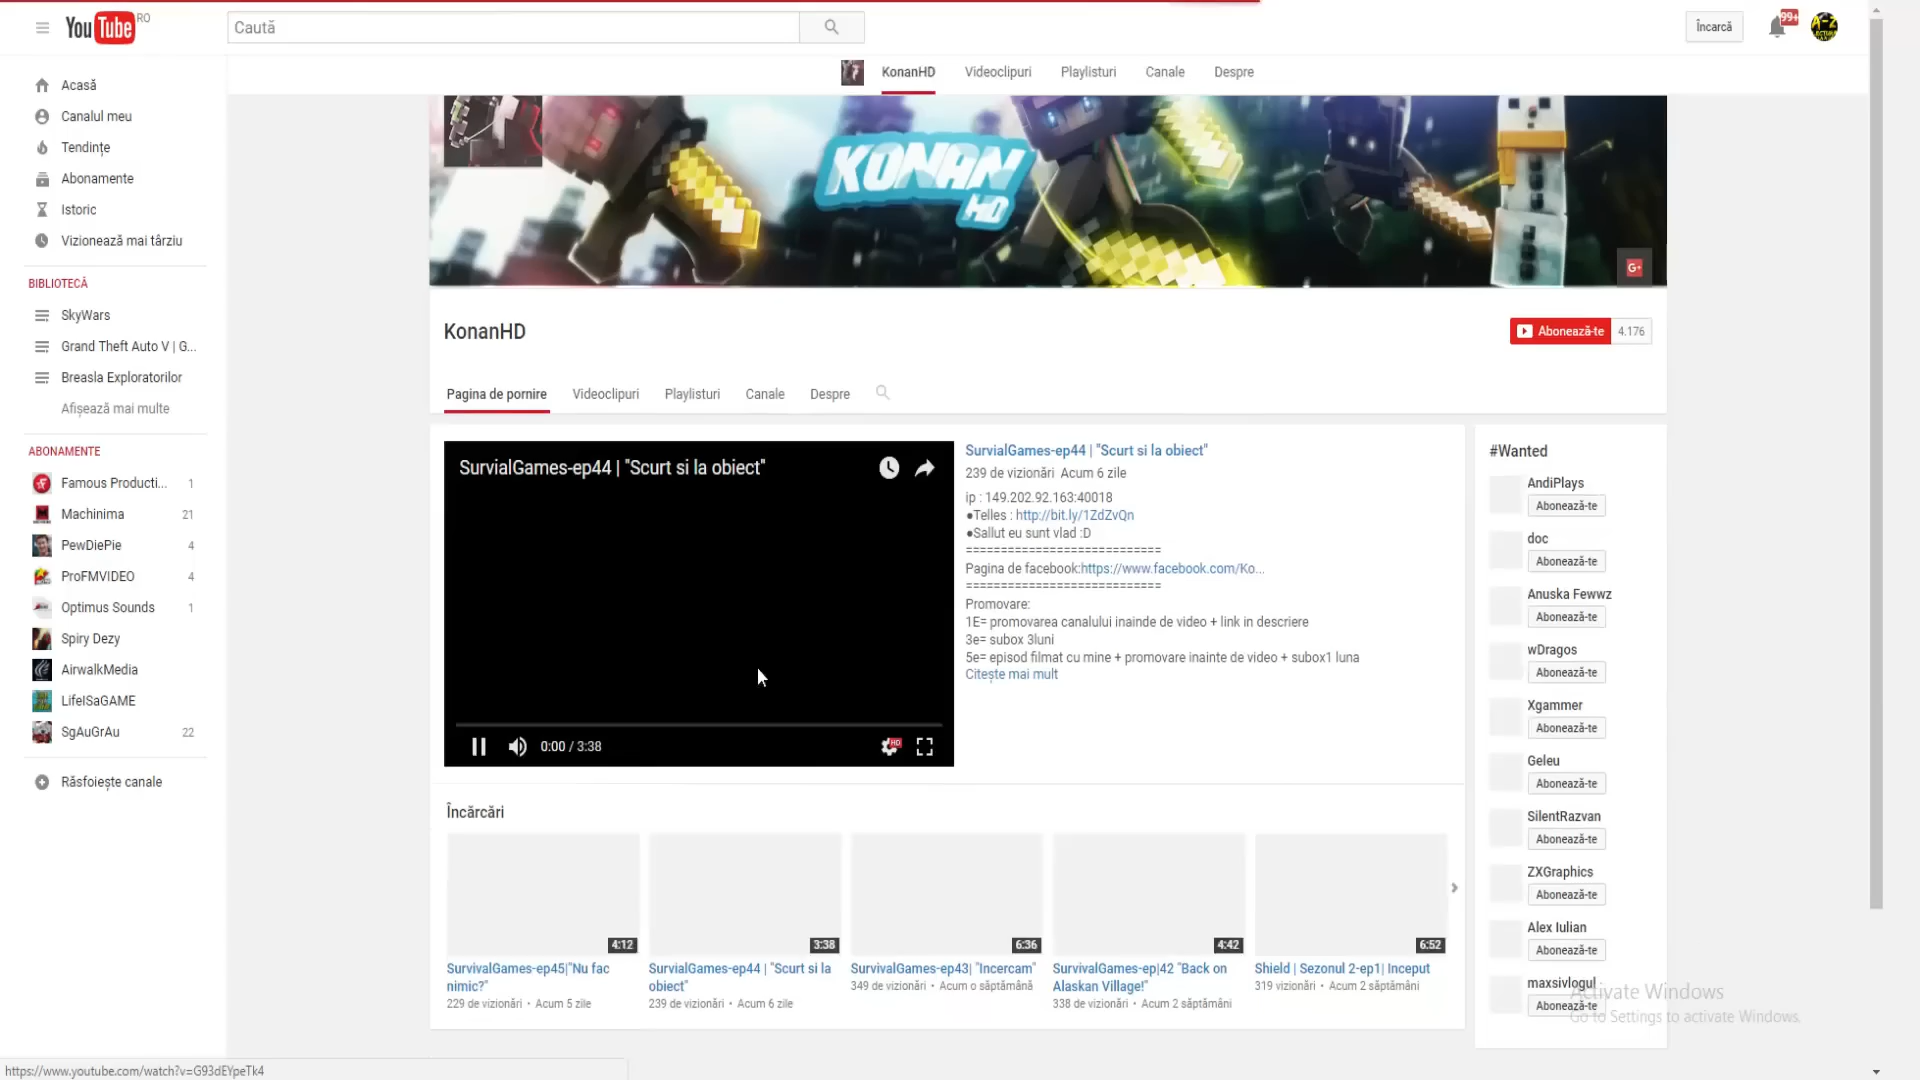 YouTube RO
Caută
Încarcă
99+
KonanHD Videoclipuri Playlisturi Canale Despre
Acasă
Canalul meu
Tendințe
Abonamente
Istoric
Vizionează mai târziu
BIBLIOTECĂ
SkyWars
Grand Theft Auto V | G...
Breasla Exploratorilor
Afișează mai multe
ABONAMENTE
Famous Producti... 1
Machinima 21
PewDiePie 4
ProFMVIDEO 4
Optimus Sounds 1
Spiry Dezy
AirwalkMedia
LifeISaGAME
SgAuGrAu 22
Răsfoiește canale
KONAN
HD
G+
KonanHD
Abonează-te 4.176
Pagina de pornire Videoclipuri Playlisturi Canale Despre
SurvialGames-ep44 | "Scurt si la obiect"
0:00 / 3:38
HD
SurvialGames-ep44 | "Scurt si la obiect"
239 de vizionări Acum 6 zile
ip : 149.202.92.163:40018
●Telles : http://bit.ly/1ZdZvQn
●Sallut eu sunt vlad :D
============================
Pagina de facebook:https://www.facebook.com/Ko...
============================
Promovare:
1E= promovarea canalului inainde de video + link in descriere
3e= subox 3luni
5e= episod filmat cu mine + promovare inainte de video + subox1 luna
Citește mai mult
Încărcări
4:12
SurvivalGames-ep45|"Nu fac
nimic?"
229 de vizionări • Acum 5 zile
3:38
SurvialGames-ep44 | "Scurt si la
obiect"
239 de vizionări • Acum 6 zile
6:36
SurvivalGames-ep43| "Incercam"
349 de vizionări • Acum o săptămână
4:42
SurvivalGames-ep|42 "Back on
Alaskan Village!"
338 de vizionări • Acum 2 săptămâni
6:52
Shield | Sezonul 2-ep1| Inceput
319 vizionări • Acum 2 săptămâni
#Wanted
AndiPlays
Abonează-te
doc
Abonează-te
Anuska Fewwz
Abonează-te
wDragos
Abonează-te
Xgammer
Abonează-te
Geleu
Abonează-te
SilentRazvan
Abonează-te
ZXGraphics
Abonează-te
Alex Iulian
Abonează-te
maxsivlogul
Abonează-te
Activate Windows
Go to Settings to activate Windows.
https://www.youtube.com/watch?v=G93dEYpeTk4